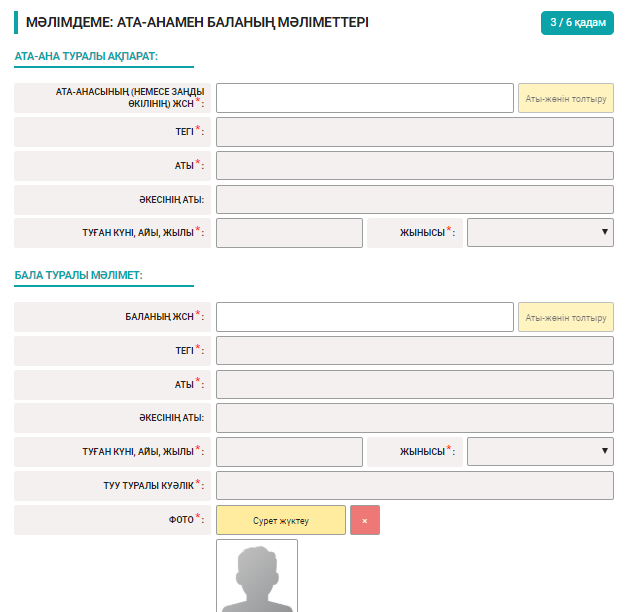 МӘЛІМДЕМЕ: АТА-АНАМЕН БАЛАНЫҢ МӘЛІМЕТТЕРІ
3 / 6 қадам
АТА-АНА ТУРАЛЫ АҚПАРАТ:
АТА-АНАСЫНЫҢ (НЕМЕСЕ ЗАҢДЫ
ӨКІЛІНІҢ) ЖСН*:
Аты-жөнін толтыру
ТЕГІ*:
АТЫ*:
ӘКЕСІНІҢ АТЫ:
ТУҒАН КҮНІ, АЙЫ, ЖЫЛЫ*:
ЖЫНЫСЫ*:
БАЛА ТУРАЛЫ МӘЛІМЕТ:
БАЛАНЫҢ ЖСН*:
Аты-жөнін толтыру
ТЕГІ*:
АТЫ*:
ӘКЕСІНІҢ АТЫ:
ТУҒАН КҮНІ, АЙЫ, ЖЫЛЫ*:
ЖЫНЫСЫ*:
ТУУ ТУРАЛЫ КУӘЛІК*:
ФОТО*:
Сурет жүктеу
×